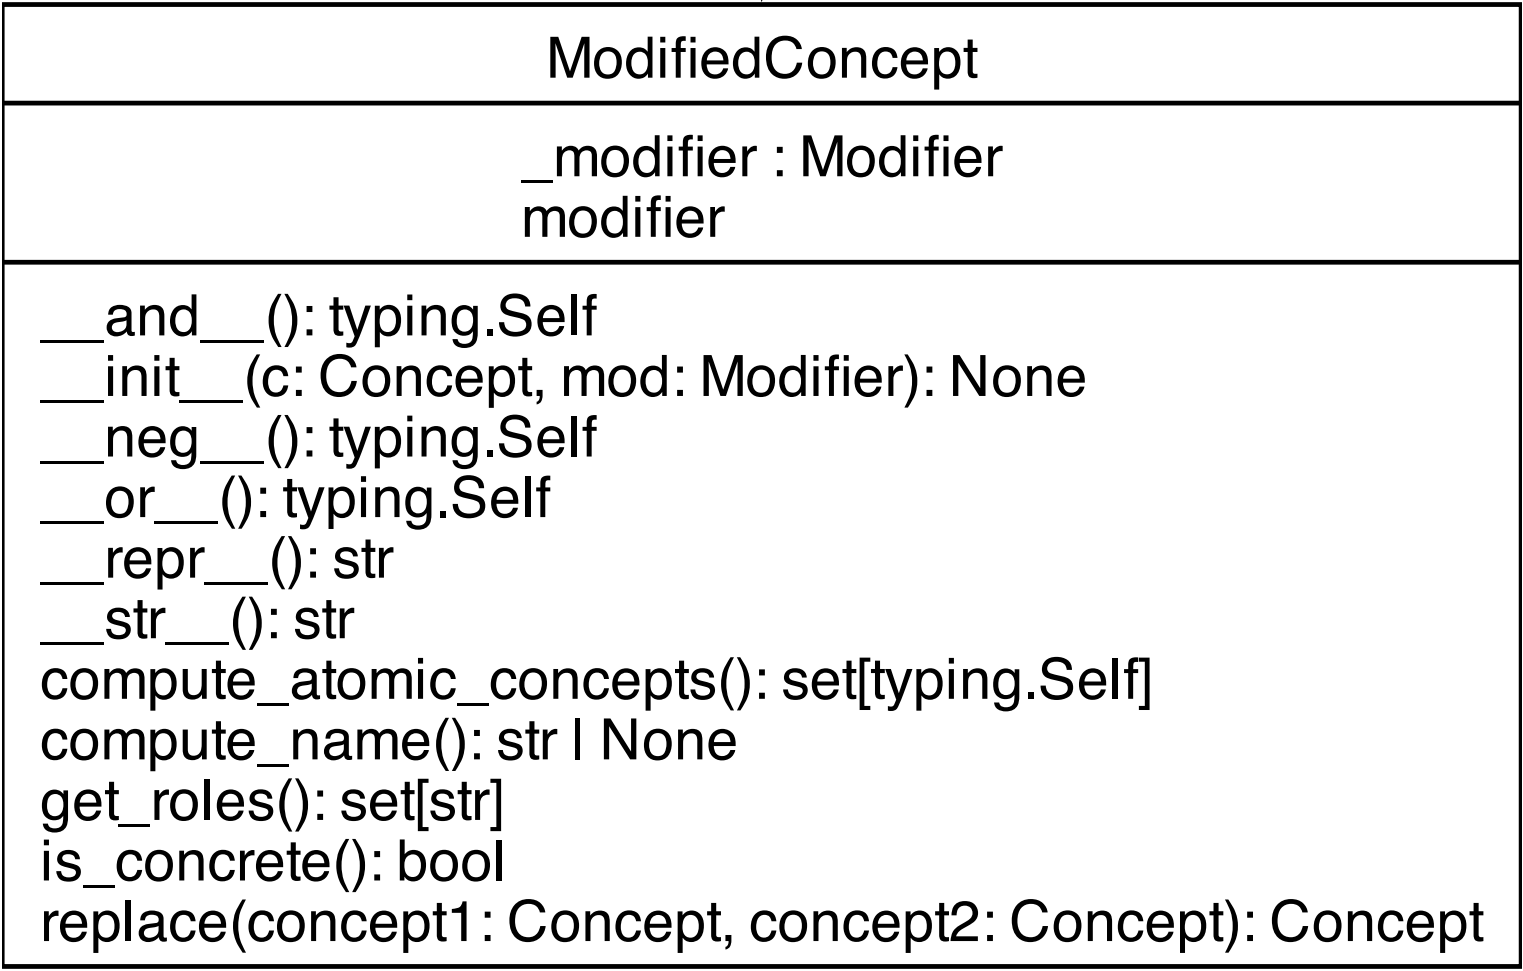 ModifiedConcept
_modifier : Modifier
modifier
__and__(): typing.Self
__init__(c: Concept, mod: Modifier): None
__neg__(): typing.Self
__or__(): typing.Self
__repr__(): str
__str__(): str
compute_atomic_concepts(): set[typing.Self]
compute_name(): str | None
get_roles(): set[str]
is_concrete(): bool
replace(concept1: Concept, concept2: Concept): Concept